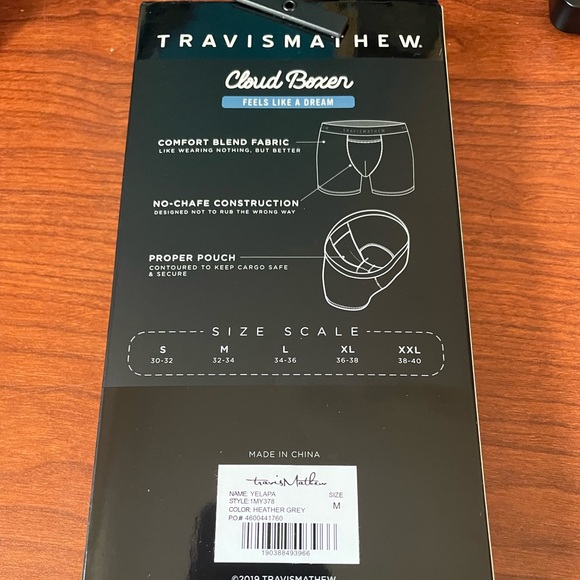 TRAVISMATHEW.
Cloud Boxer
FEELS LIKE A DREAM
TRAVISMATHEW
COMFORT BLEND FABRIC
LIKE WEARING NOTHING, BUT BETTER
NO-CHAFE CONSTRUCTION
DESIGNED NOT TO RUB THE WRONG WAY
PROPER POUCH
CONTOURED TO KEEP CARGO SAFE
& SECURE
SIZE SCALE
S M L XL XXL
30-32 32-34 34-36 36-38 38-40
MADE IN CHINA
travisMathew
NAME: YELAPA SIZE
STYLE:1MY378 M
COLOR: HEATHER GREY
P.O.# 4600441760
190388493966
©2019 TRAVISMATHEW